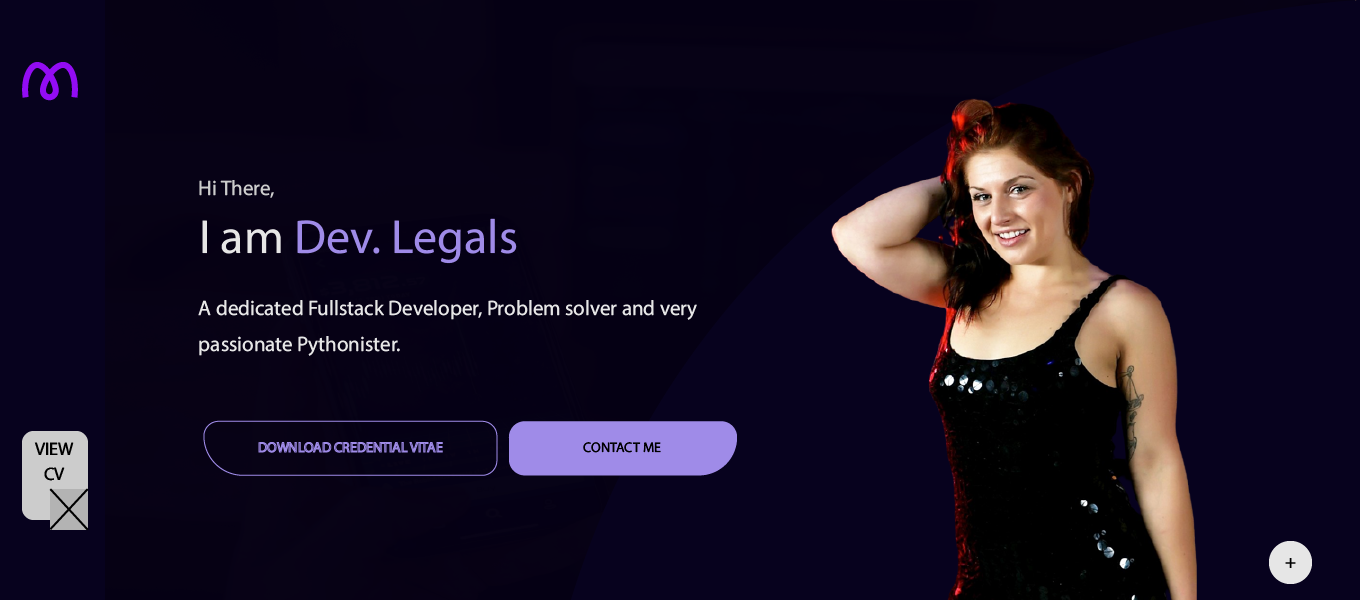 Hi There,
I am Dev. Legals
A dedicated Fullstack Developer, Problem solver and very
passionate Pythonister.
DOWNLOAD CREDENTIAL VITAE
CONTACT ME
VIEW
CV
+